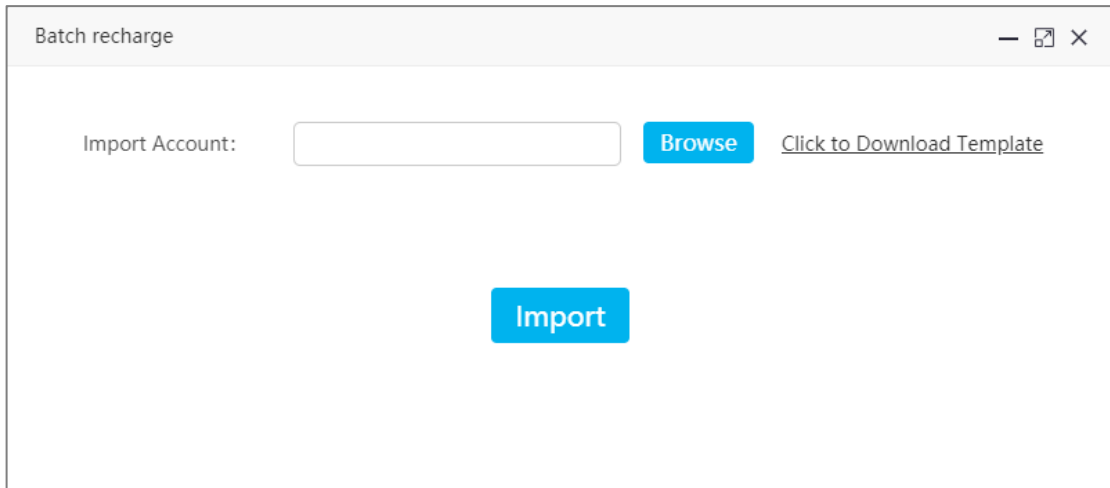 Batch recharge
Import Account: Browse Click to Download Template
Import